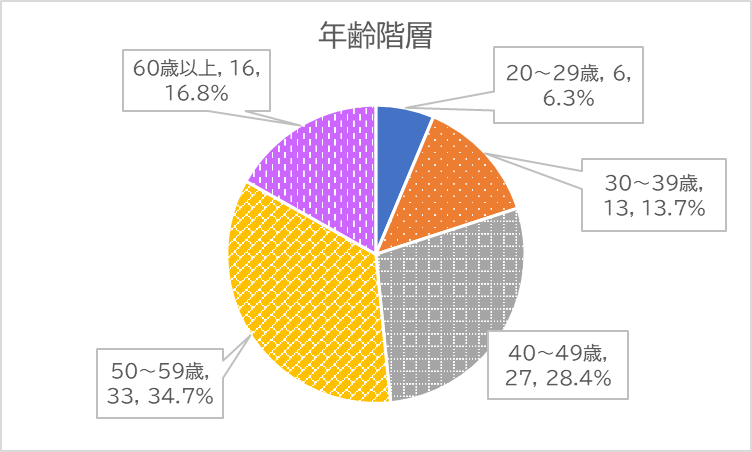 年齢階層
60歳以上, 16,
16.8%
20～29歳, 6,
6.3%
30～39歳,
13, 13.7%
40～49歳,
27, 28.4%
50～59歳,
33, 34.7%